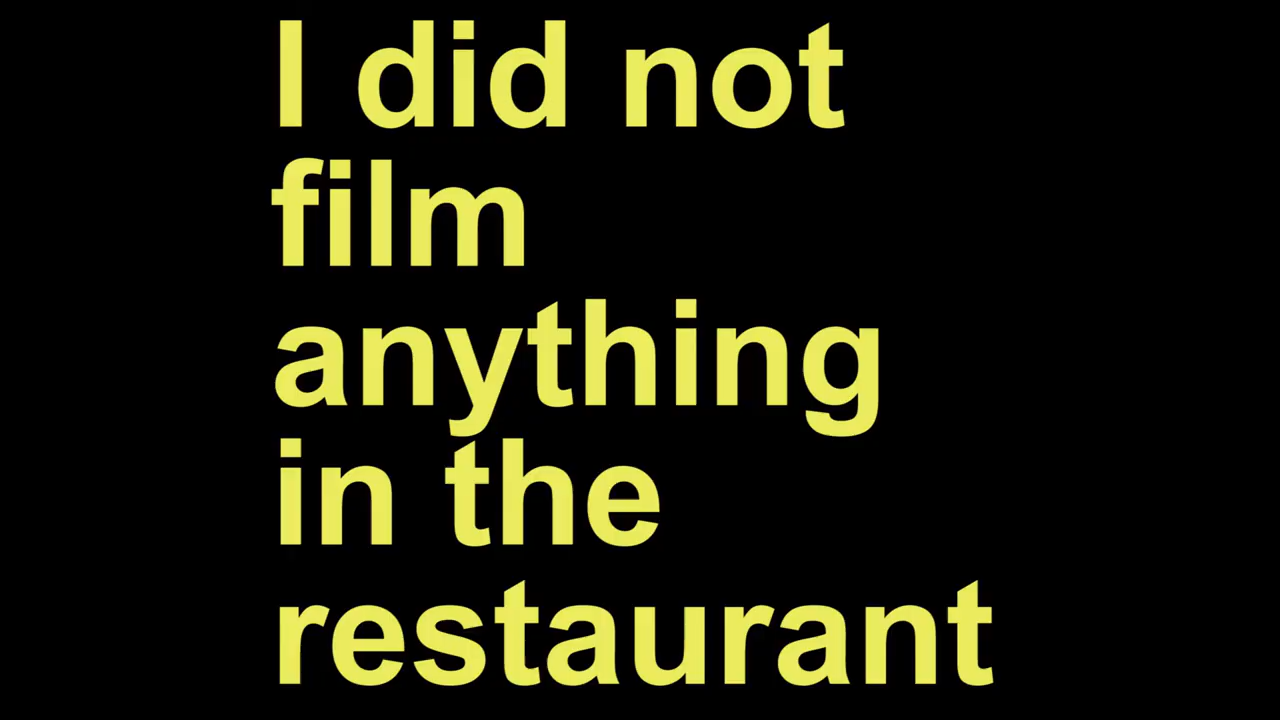 I did not
film
anything
in the
restaurant